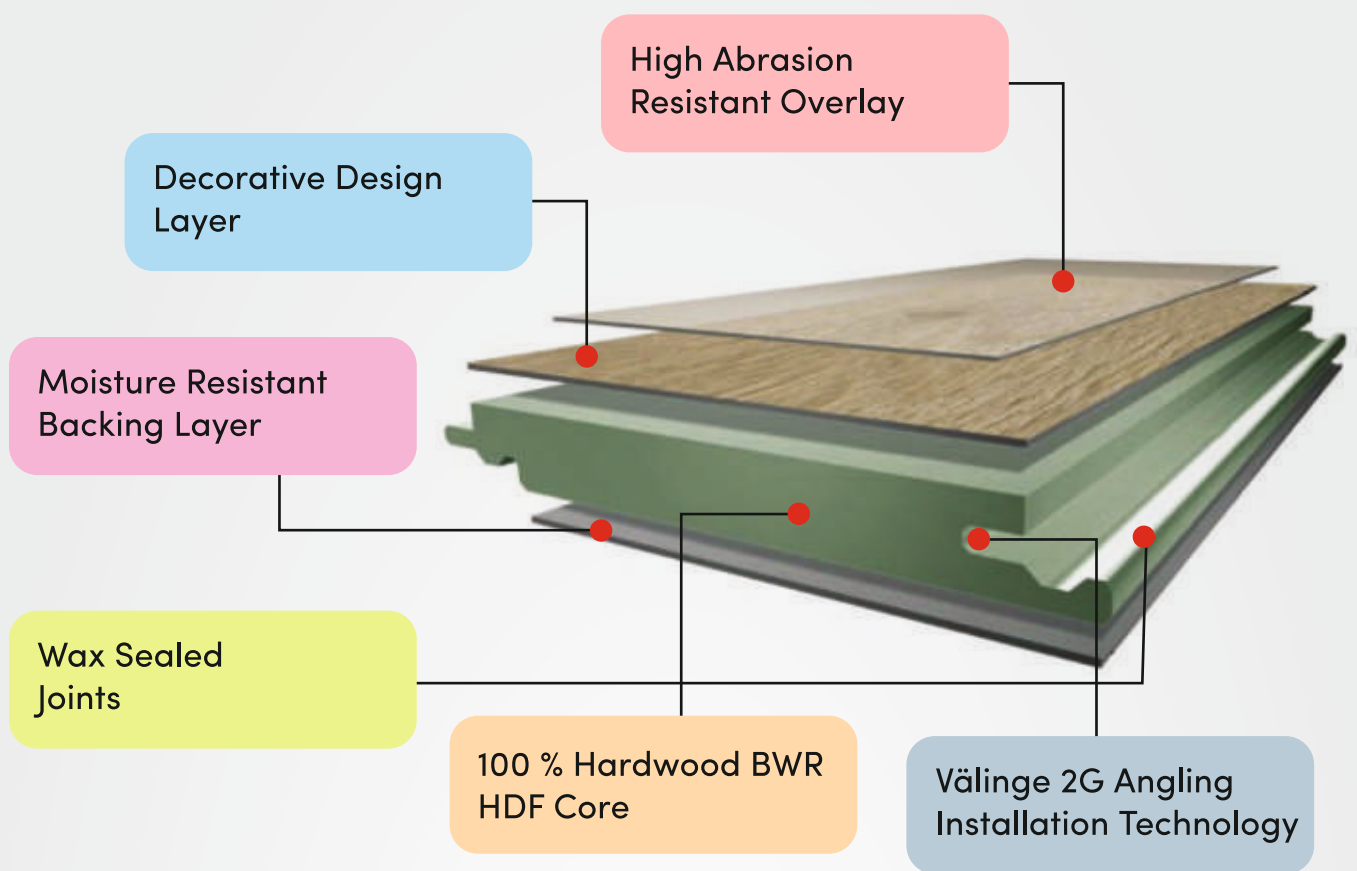 High Abrasion
Resistant Overlay
Decorative Design
Layer
Moisture Resistant
Backing Layer
Wax Sealed
Joints
100 % Hardwood BWR
HDF Core
Välinge 2G Angling
Installation Technology